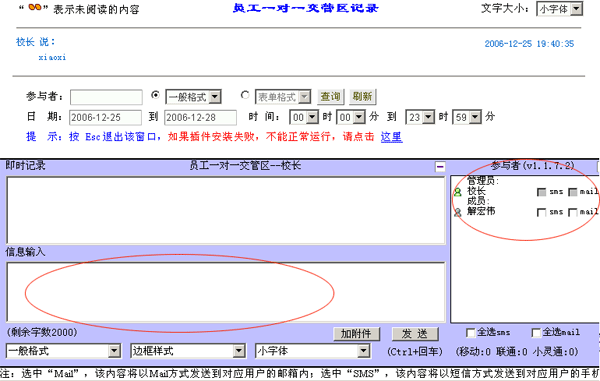 “ ”表示未阅读的内容 员工一对一交管区记录 文字大小: 小字体
校长 说: 2006-12-25 19:40:35
xiaoxi
参与者: 一般格式 表单格式 查询 刷新
日 期: 2006-12-25 到 2006-12-28 时 间: 00 时 00 分 到 23 时 59 分
提 示: 按 Esc退出该窗口, 如果插件安装失败, 不能正常运行, 请点击 这里
即时记录 员工一对一交管区--校长 参与者(v1.1.7.2)
管理员:
校长 sms mail
成员:
解宏伟 sms mail
信息输入
(剩余字数2000) 加附件 发 送 全选sms 全选mail
一般格式 边框样式 小字体 (Ctrl+回车) (移动:0 联通:0 小灵通:0)
注: 选中“Mail”, 该内容将以Mail方式发送到对应用户的邮箱内; 选中“SMS”, 该内容将以短信方式发送到对应用户的手机